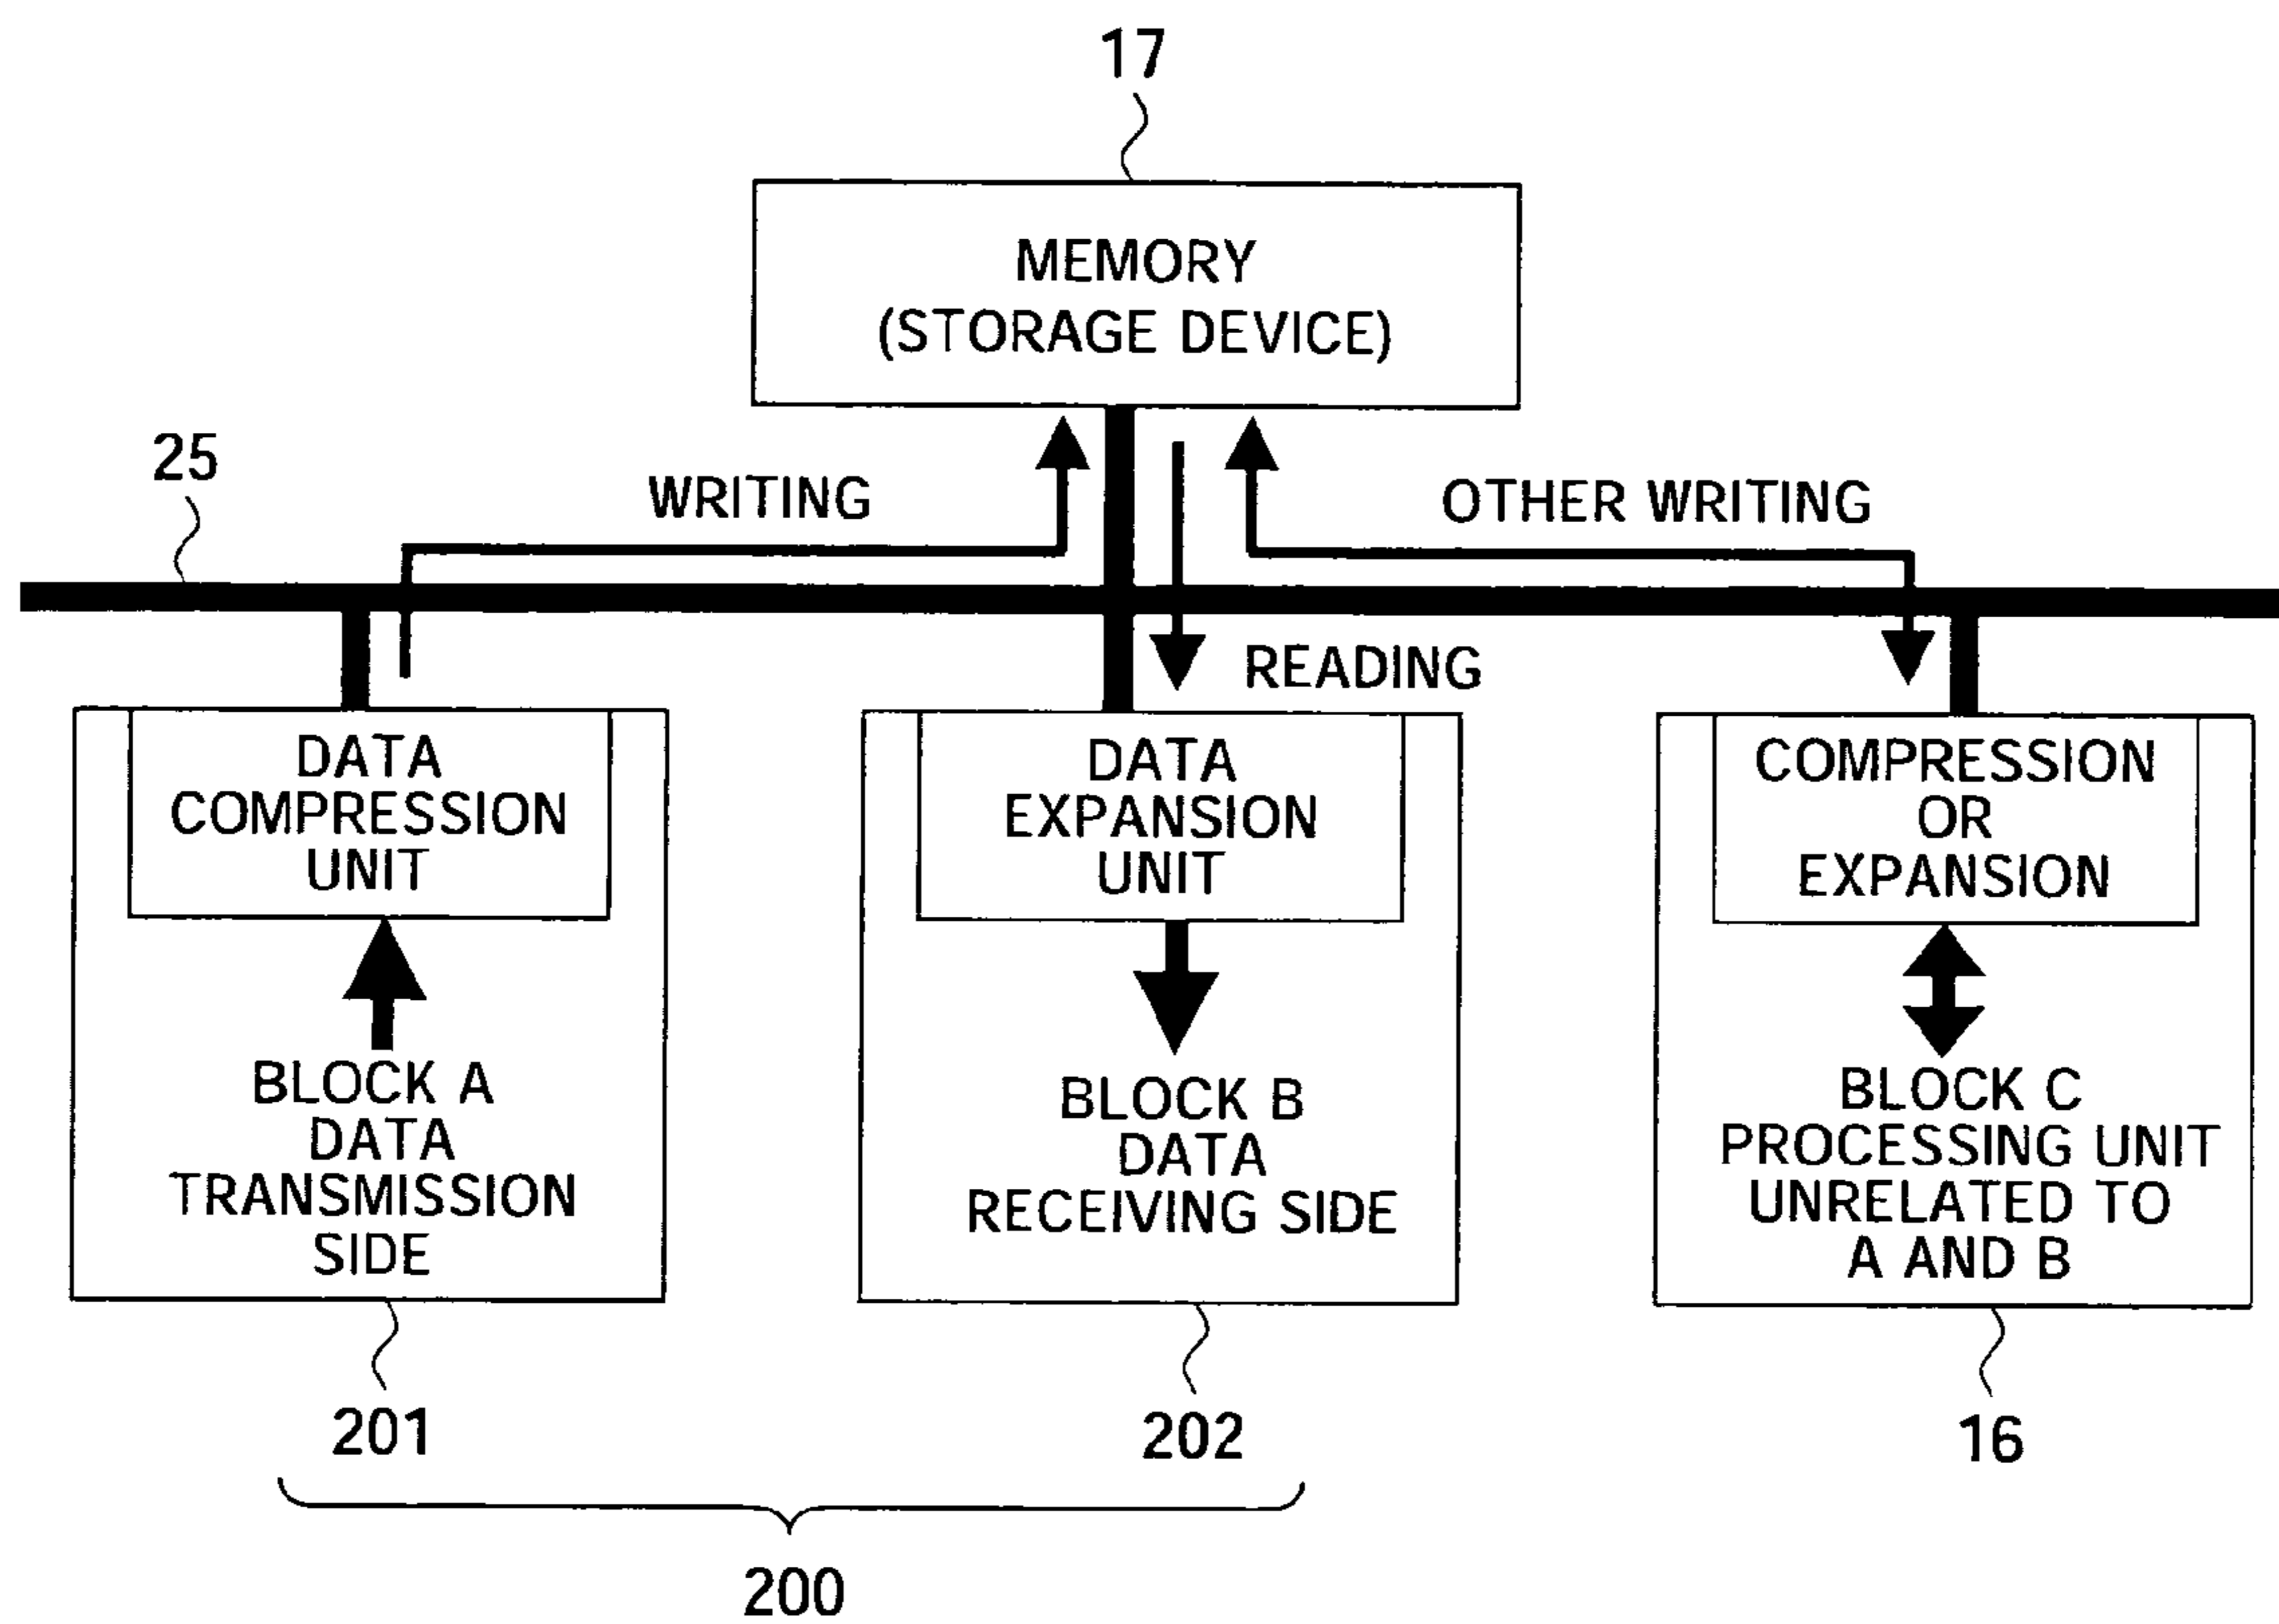 17
MEMORY
(STORAGE DEVICE)
25
WRITING
OTHER WRITING
READING
DATA
COMPRESSION
UNIT
BLOCK A
DATA
TRANSMISSION
SIDE
DATA
EXPANSION
UNIT
BLOCK B
DATA
RECEIVING SIDE
COMPRESSION
OR
EXPANSION
BLOCK C
PROCESSING UNIT
UNRELATED TO
A AND B
201
202
16
200